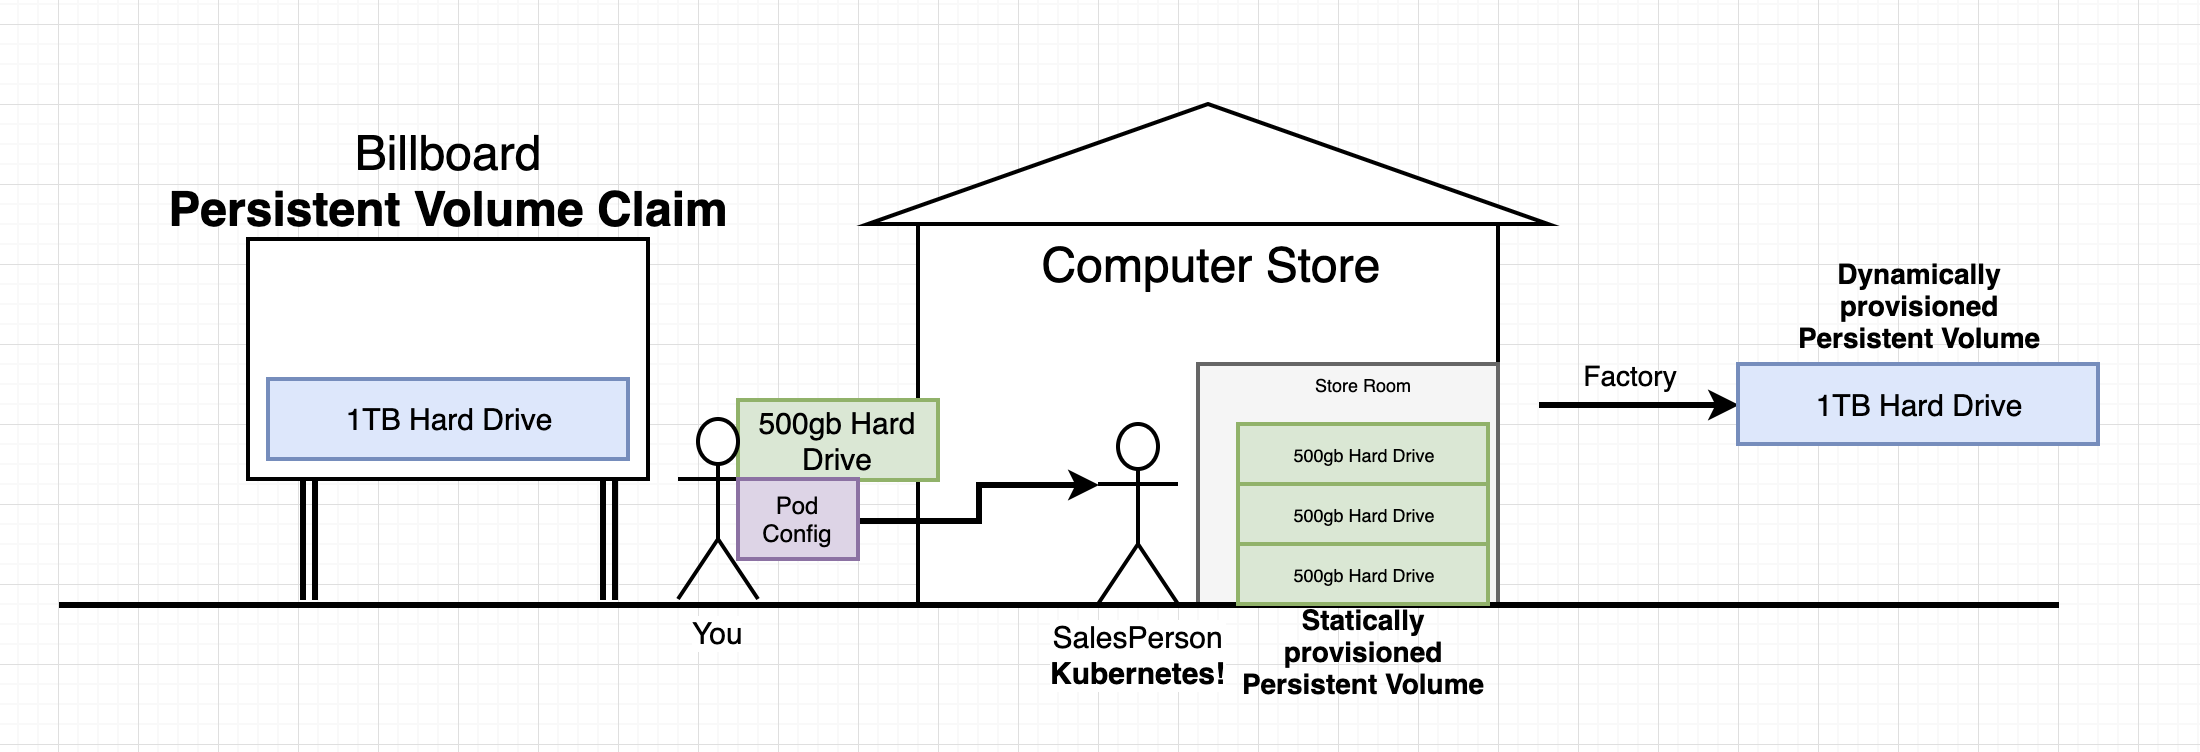 Billboard
Persistent Volume Claim
1TB Hard Drive
500gb Hard
Drive
Pod
Config
You
Computer Store
Store Room
500gb Hard Drive
500gb Hard Drive
500gb Hard Drive
SalesPerson
Kubernetes!
Statically
provisioned
Persistent Volume
Factory
Dynamically
provisioned
Persistent Volume
1TB Hard Drive